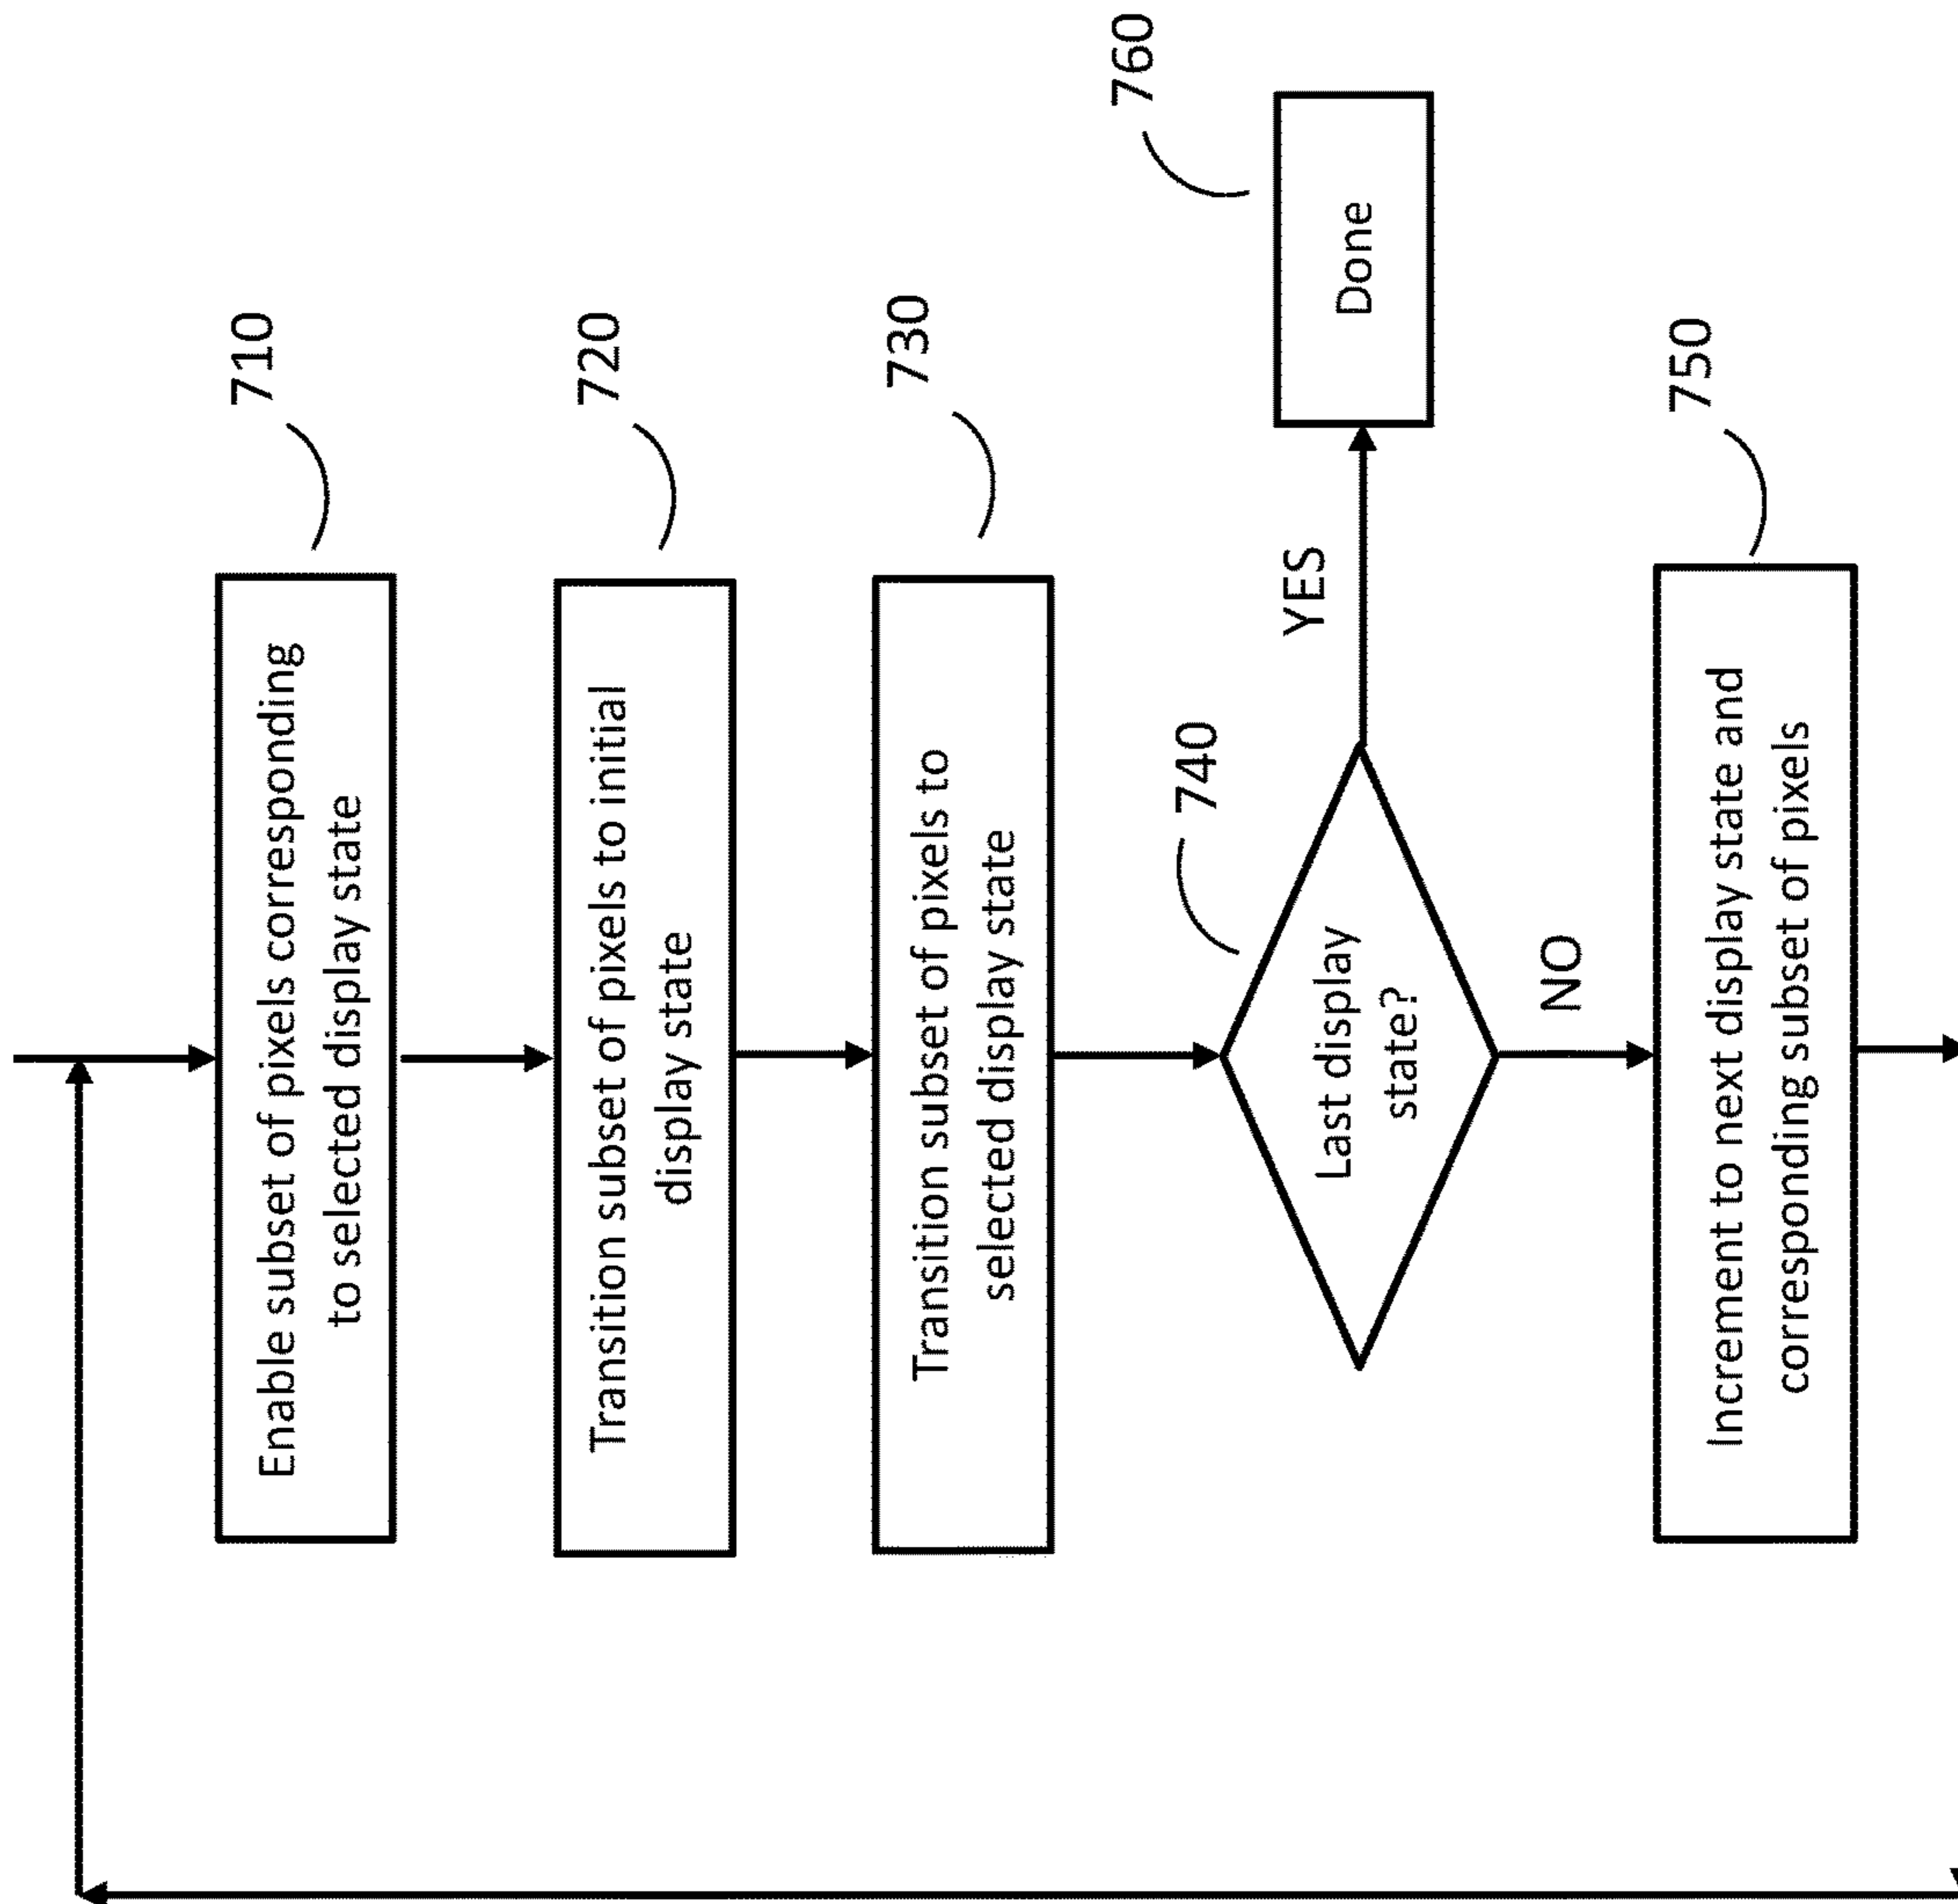 710
Enable subset of pixels corresponding
to selected display state
720
Transition subset of pixels to initial
display state
730
Transition subset of pixels to
selected display state
740
Last display
state?
YES
760
Done
NO
750
Increment to next display state and
corresponding subset of pixels